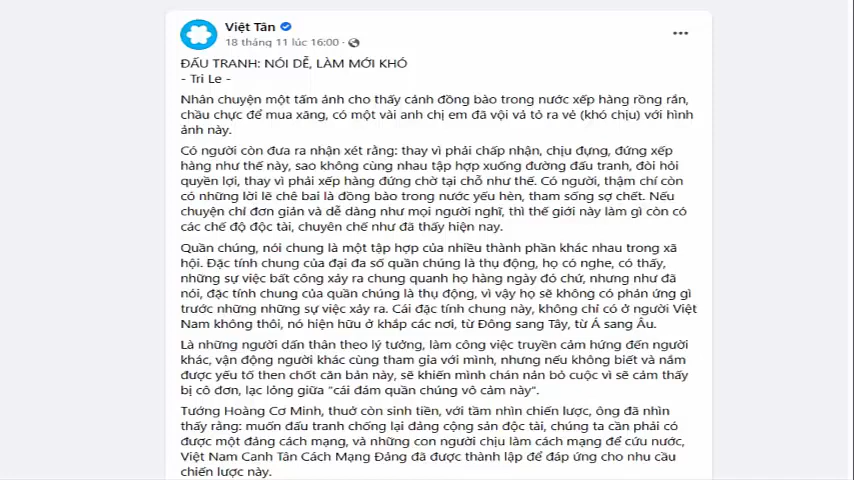 Việt Tân
18 tháng 11 lúc 16:00 ·
ĐẤU TRANH: NÓI DỄ, LÀM MỚI KHÓ
- Tri Le -
Nhân chuyện một tấm ảnh cho thấy cảnh đồng bào trong nước xếp hàng rồng rắn,
chầu chực để mua xăng, có một vài anh chị em đã vội vả tỏ ra vẻ (khó chịu) với hình
ảnh này.
Có người còn đưa ra nhận xét rằng: thay vì phải chấp nhận, chịu đựng, đứng xếp
hàng như thế này, sao không cùng nhau tập hợp xuống đường đấu tranh, đòi hỏi
quyền lợi, thay vì phải xếp hàng đứng chờ tại chỗ như thế. Có người, thậm chí còn
có những lời lẽ chê bai là đồng bào trong nước yếu hèn, tham sống sợ chết. Nếu
chuyện chỉ đơn giản và dễ dàng như mọi người nghĩ, thì thế giới này làm gì còn có
các chế độ độc tài, chuyên chế như đã thấy hiện nay.
Quần chúng, nói chung là một tập hợp của nhiều thành phần khác nhau trong xã
hội. Đặc tính chung của đại đa số quần chúng là thụ động, họ có nghe, có thấy,
những sự việc bất công xảy ra chung quanh họ hàng ngày đó chứ, nhưng như đã
nói, đặc tính chung của quần chúng là thụ động, vì vậy họ sẽ không có phản ứng gì
trước những những sự việc xảy ra. Cái đặc tính chung này, không chỉ có ở người Việt
Nam không thôi, nó hiện hữu ở khắp các nơi, từ Đông sang Tây, từ Á sang Âu.
Là những người dấn thân theo lý tưởng, làm công việc truyền cảm hứng đến người
khác, vận động người khác cùng tham gia với mình, nhưng nếu không biết và nắm
được yếu tố then chốt căn bản này, sẽ khiến mình chán nản bỏ cuộc vì sẽ cảm thấy
bị cô đơn, lạc lỏng giữa "cái đám quần chúng vô cảm này".
Tướng Hoàng Cơ Minh, thuở còn sinh tiền, với tầm nhìn chiến lược, ông đã nhìn
thấy rằng: muốn đấu tranh chống lại đảng cộng sản độc tài, chúng ta cần phải có
được một đảng cách mạng, và những con người chịu làm cách mạng để cứu nước,
Việt Nam Canh Tân Cách Mạng Đảng đã được thành lập để đáp ứng cho nhu cầu
chiến lược này.